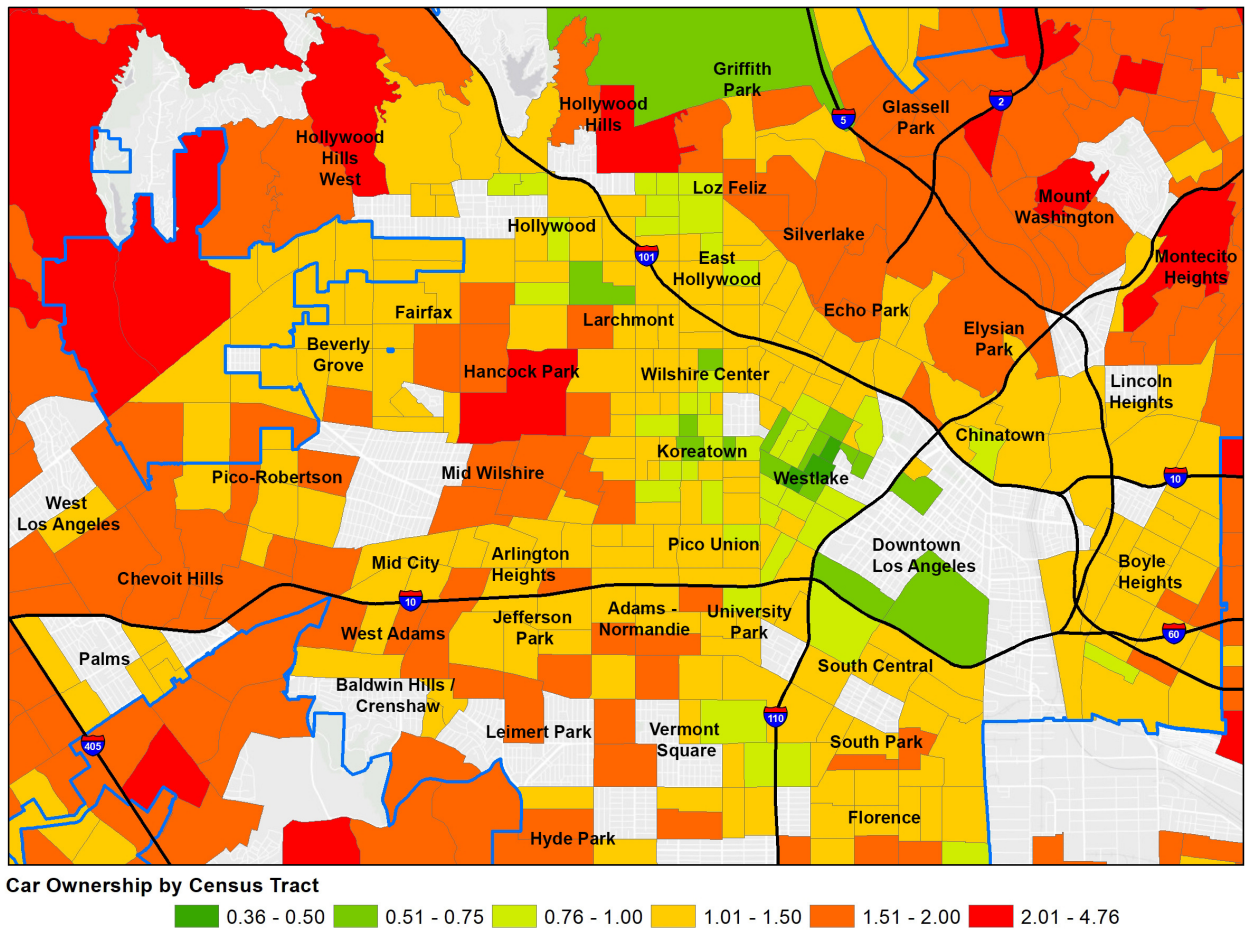 Griffith
Park
Hollywood
Hills
Glassell
Park
2
5
Hollywood
Hills
West
Loz Feliz
Mount
Washington
Hollywood
Silverlake
101
East
Hollywood
Montecito
Heights
Fairfax
Larchmont
Echo Park
Elysian
Park
Beverly
Grove
Hancock Park
Wilshire Center
Lincoln
Heights
Chinatown
Koreatown
Pico-Robertson
Mid Wilshire
Westlake
10
West
Los Angeles
Pico Union
Downtown
Los Angeles
Mid City
Arlington
Heights
Boyle
Heights
Chevoit Hills
10
Jefferson
Park
Adams -
Normandie
University
Park
West Adams
60
Palms
South Central
Baldwin Hills /
Crenshaw
Leimert Park
Vermont
Square
110
405
South Park
Florence
Hyde Park
Car Ownership by Census Tract
0.36 - 0.50 0.51 - 0.75 0.76 - 1.00 1.01 - 1.50 1.51 - 2.00 2.01 - 4.76